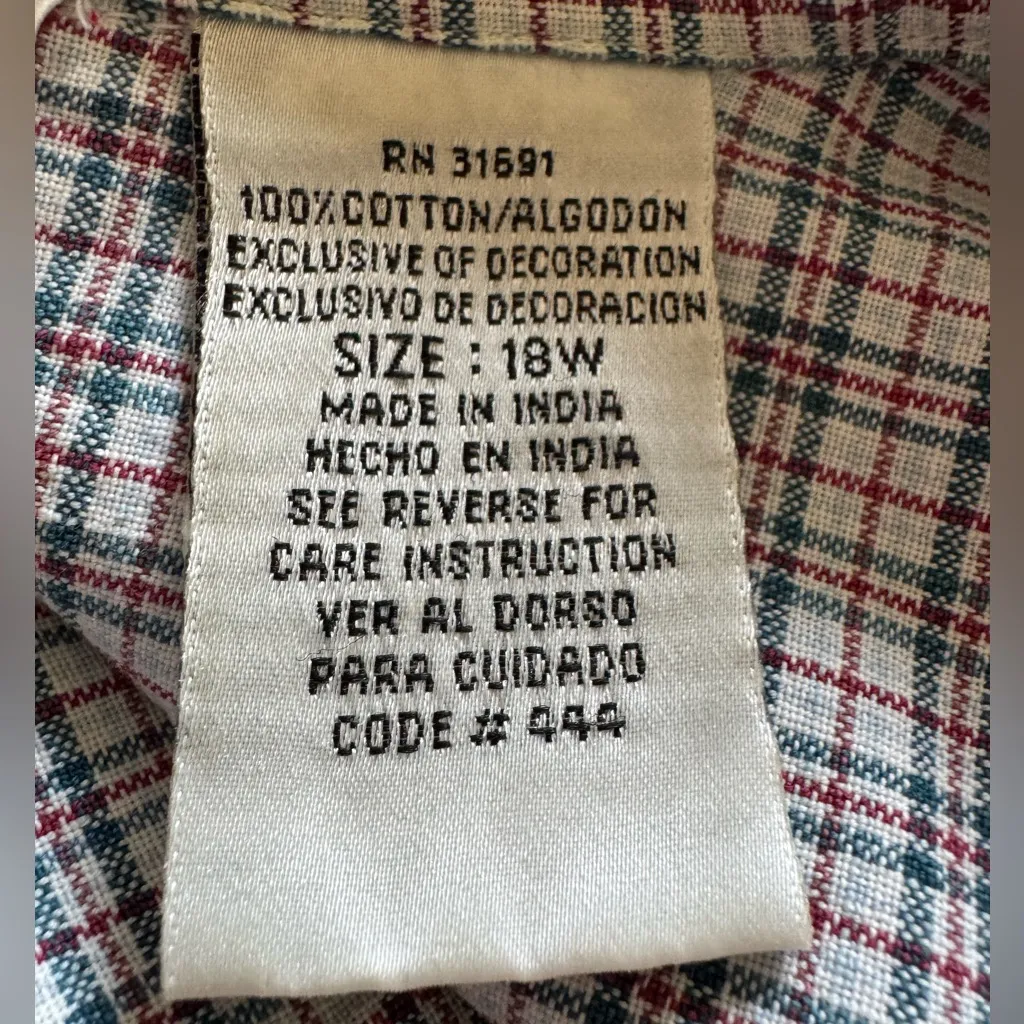 RN 31691
100%COTTON/ALGODON
EXCLUSIVE OF DECORATION
EXCLUSIVO DE DECORACION
SIZE : 18W
MADE IN INDIA
HECHO EN INDIA
SEE REVERSE FOR
CARE INSTRUCTION
VER AL DORSO
PARA CUIDADO
CODE # 444